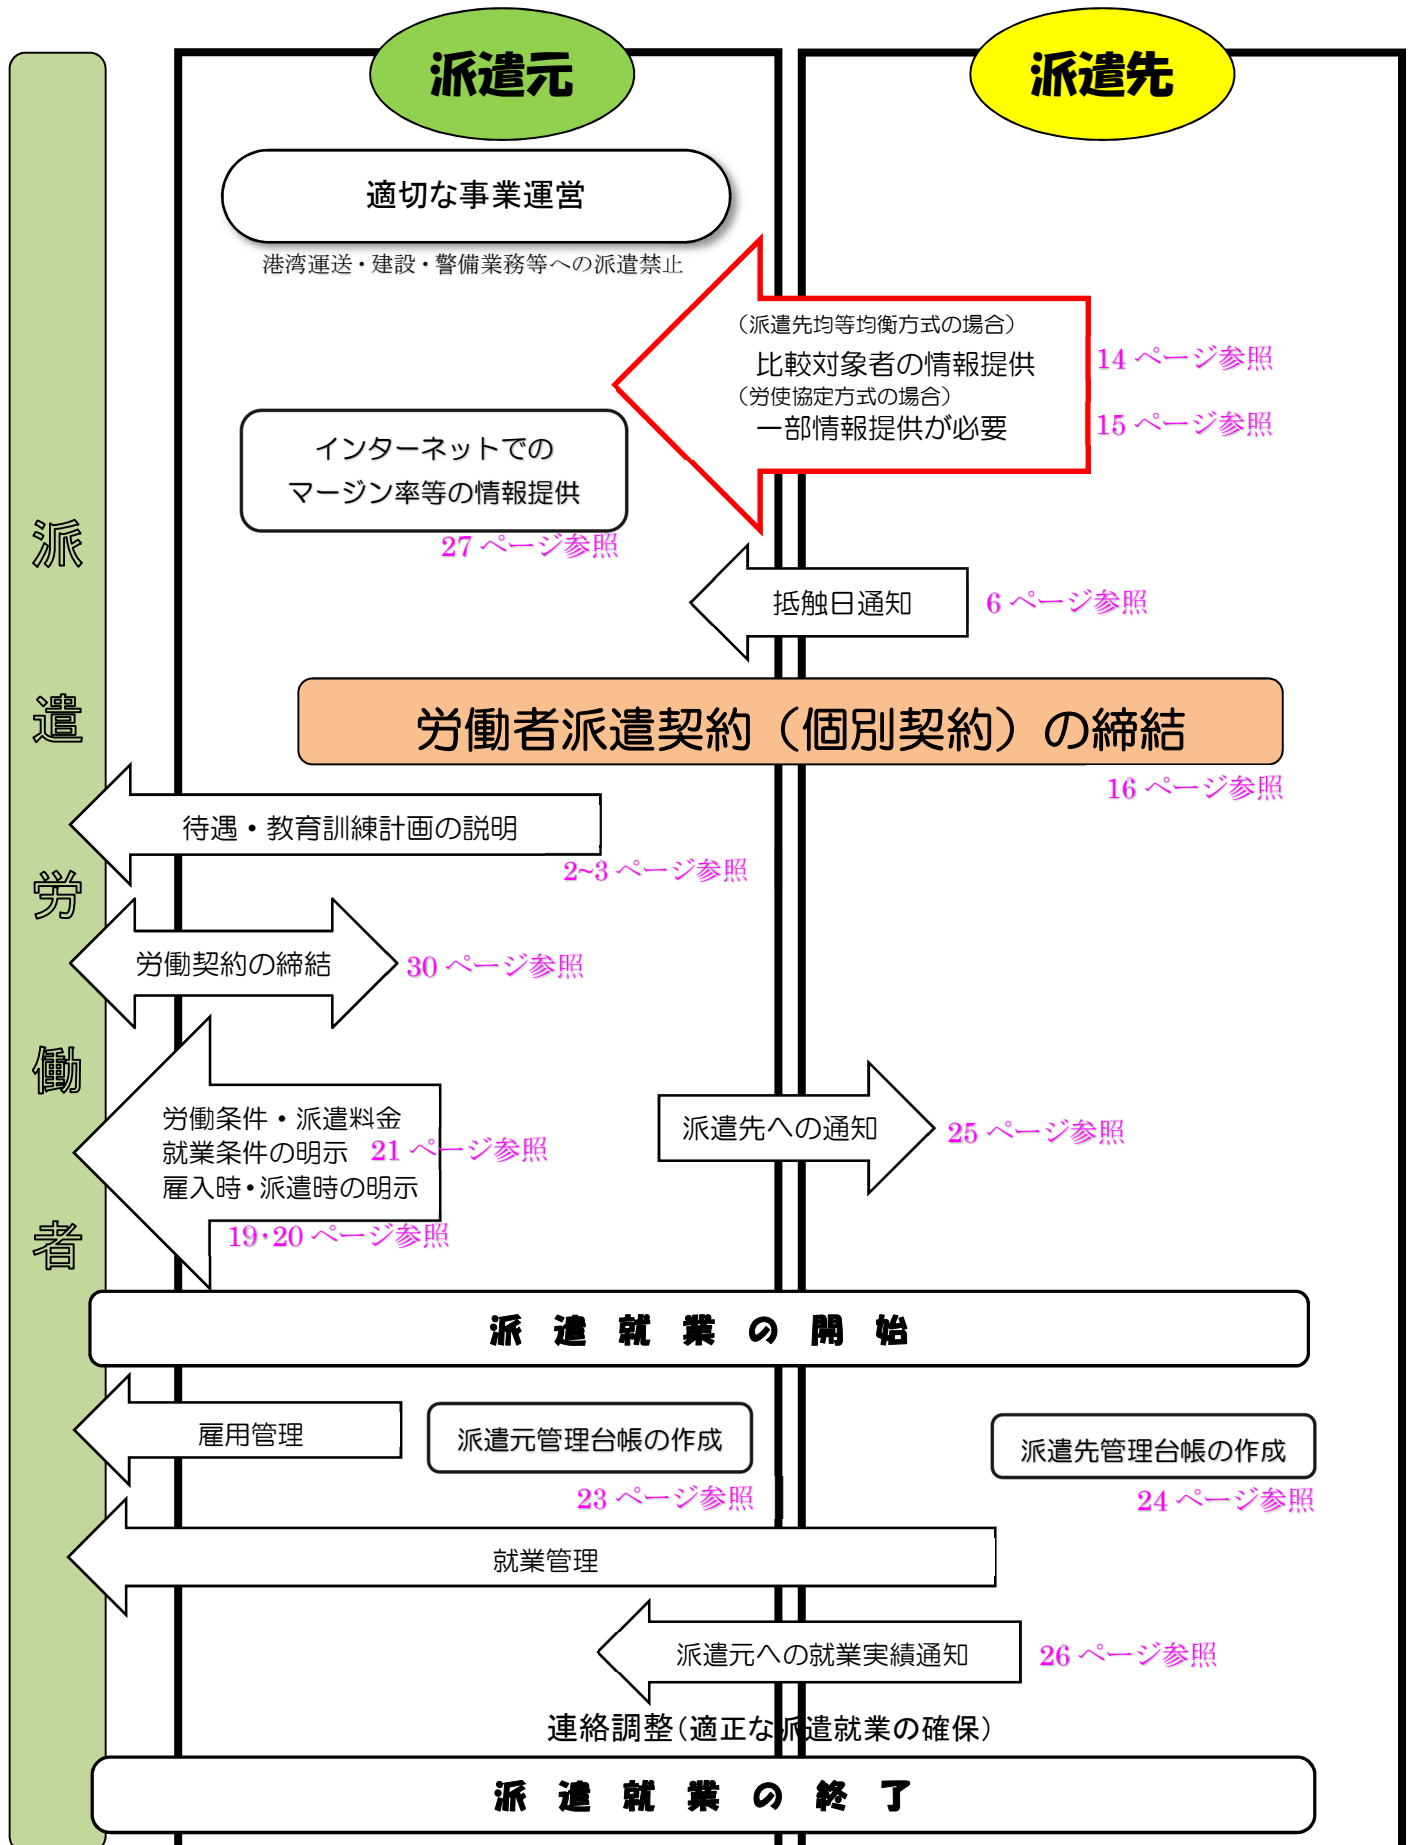 派遣元
派遣先
適切な事業運営
港湾運送・建設・警備業務等への派遣禁止
（派遣先均等均衡方式の場合）
比較対象者の情報提供
14 ページ参照
（労使協定方式の場合）
一部情報提供が必要
15 ページ参照
インターネットでの
マージン率等の情報提供
27 ページ参照
抵触日通知
6 ページ参照
労働者派遣契約（個別契約）の締結
16 ページ参照
派遣労働者
待遇・教育訓練計画の説明
2~3 ページ参照
労働契約の締結
30 ページ参照
労働条件・派遣料金
就業条件の明示
21 ページ参照
雇入時・派遣時の明示
19・20 ページ参照
派遣先への通知
25 ページ参照
派遣就業の開始
雇用管理
派遣元管理台帳の作成
23 ページ参照
派遣先管理台帳の作成
24 ページ参照
就業管理
派遣元への就業実績通知
26 ページ参照
連絡調整（適正な派遣就業の確保）
派遣就業の終了